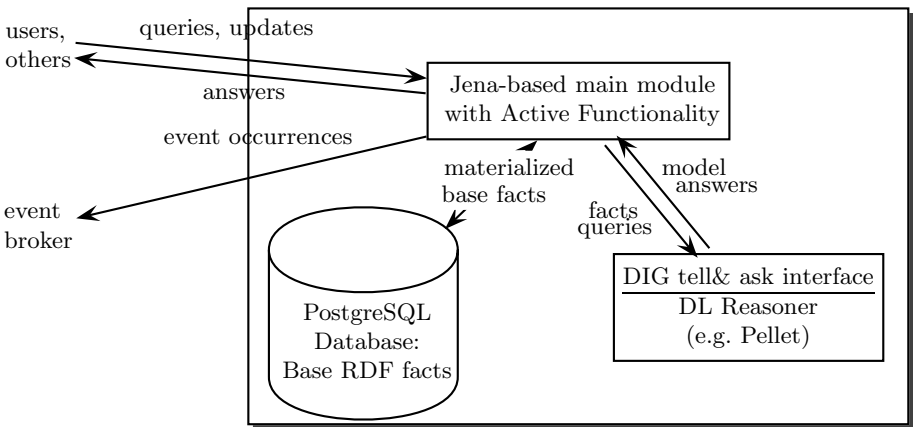 users,
others
queries, updates
answers
Jena-based main module
with Active Functionality
event occurrences
materialized
base facts
model
answers
facts
queries
event
broker
DIG tell& ask interface
DL Reasoner
(e.g. Pellet)
PostgreSQL
Database:
Base RDF facts